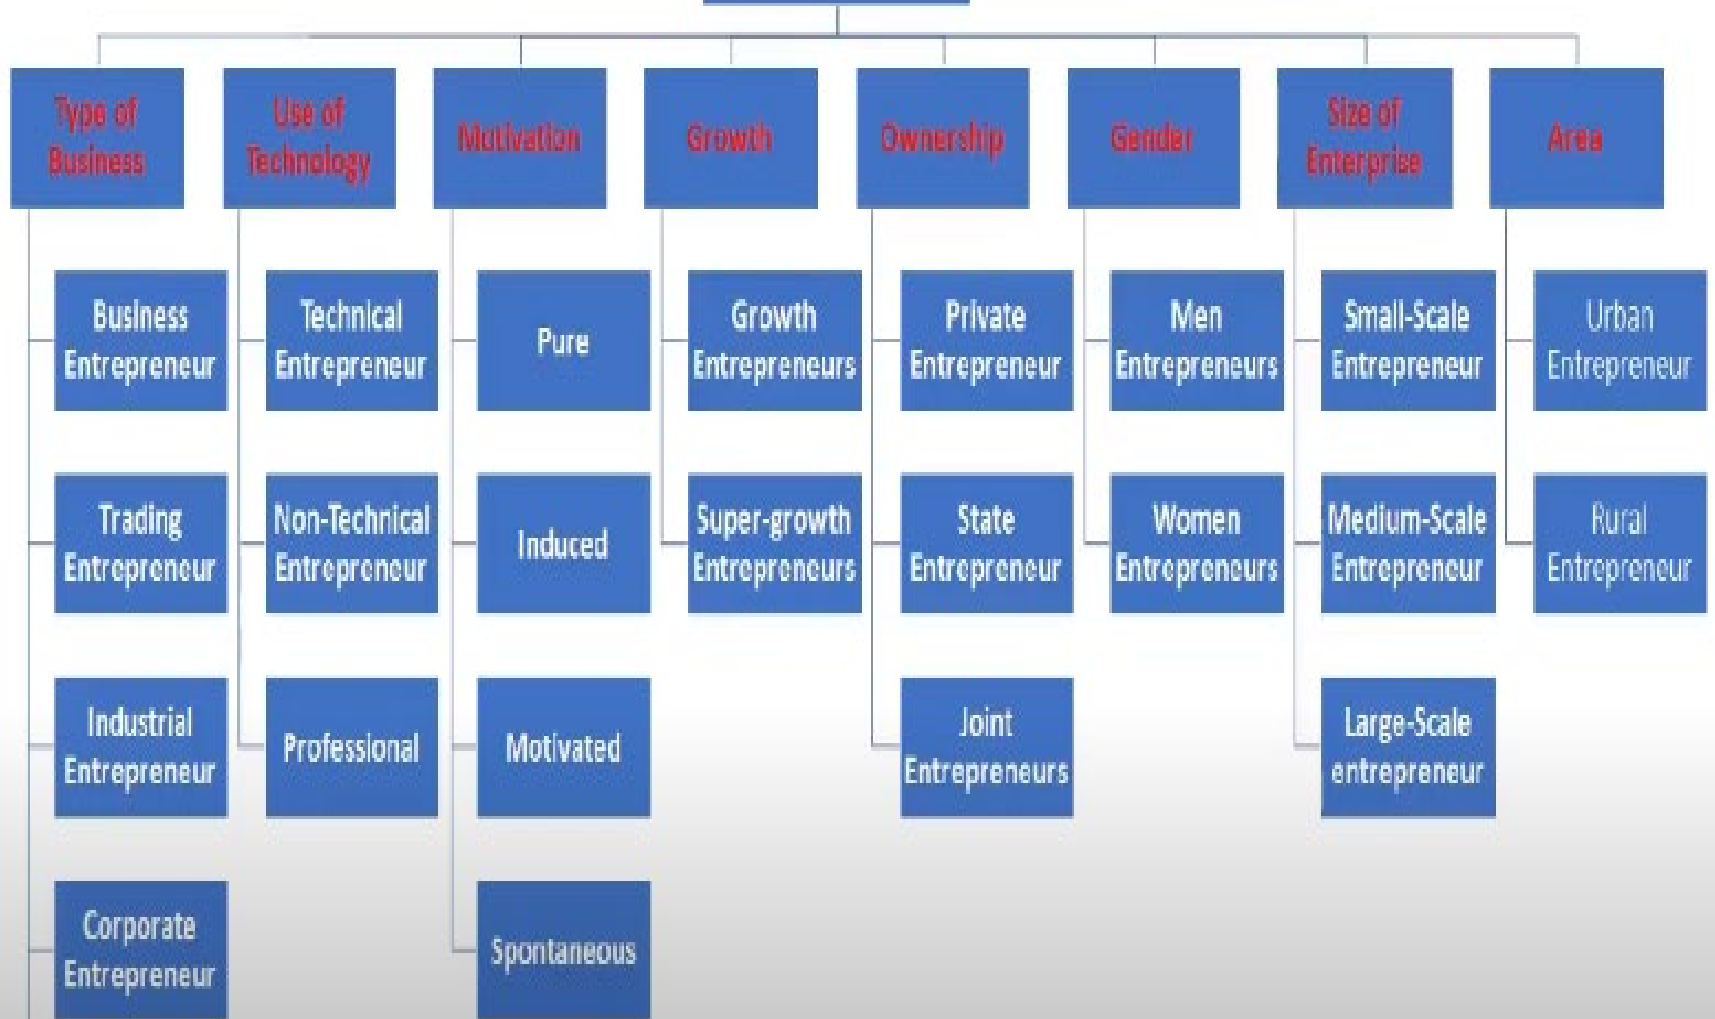 Type of
Business
Use of
Technology
Motivation
Growth
Ownership
Gender
Size of
Enterprise
Area
Business
Entrepreneur
Technical
Entrepreneur
Pure
Growth
Entrepreneurs
Private
Entrepreneur
Men
Entrepreneurs
Small-Scale
Entrepreneur
Urban
Entrepreneur
Trading
Entrepreneur
Non-Technical
Entrepreneur
Induced
Super-growth
Entrepreneurs
State
Entrepreneur
Women
Entrepreneurs
Medium-Scale
Entrepreneur
Rural
Entrepreneur
Industrial
Entrepreneur
Professional
Motivated
Joint
Entrepreneurs
Large-Scale
entrepreneur
Corporate
Entrepreneur
Spontaneous